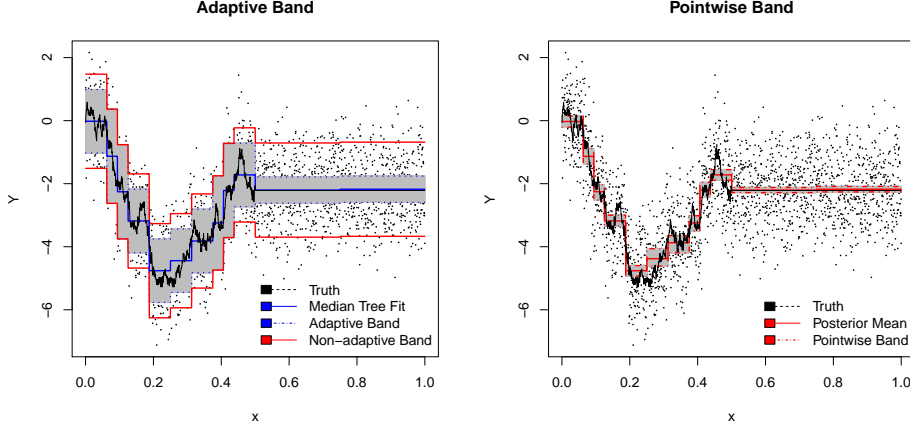 Adaptive Band
Y
2
0
-2
-4
-6
Truth
Median Tree Fit
Adaptive Band
Non-adaptive Band
0.0 0.2 0.4 0.6 0.8 1.0
x
Pointwise Band
Y
2
0
-2
-4
-6
Truth
Posterior Mean
Pointwise Band
0.0 0.2 0.4 0.6 0.8 1.0
x